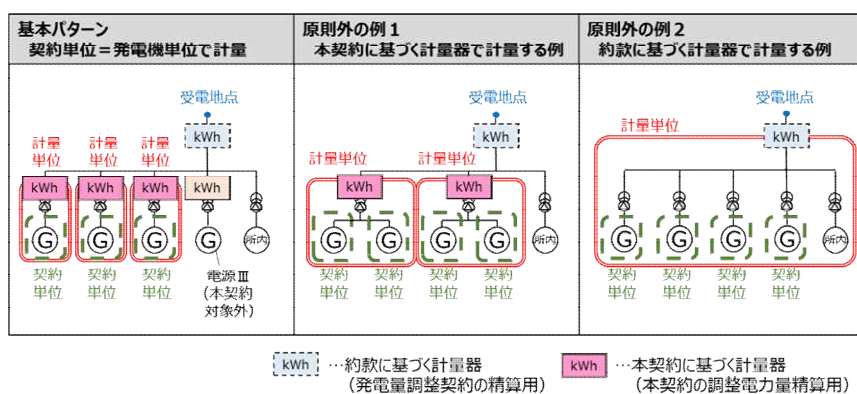 基本パターン
契約単位=発電機単位で計量
原則外の例1
本契約に基づく計量器で計量する例
原則外の例2
約款に基づく計量器で計量する例
受電地点
kWh
計量
単位
計量
単位
計量
単位
kWh
kWh
kWh
kWh
G
G
G
G
所内
契約
単位
契約
単位
契約
単位
電源Ⅲ
(本契約
対象外)
受電地点
kWh
計量単位
計量単位
kWh
kWh
G
G
G
G
所内
契約
単位
契約
単位
契約
単位
契約
単位
受電地点
計量単位
kWh
G
G
G
G
所内
契約
単位
契約
単位
契約
単位
契約
単位
kWh …約款に基づく計量器
(発電量調整契約の精算用)
kWh …本契約に基づく計量器
(本契約の調整電力量精算用)